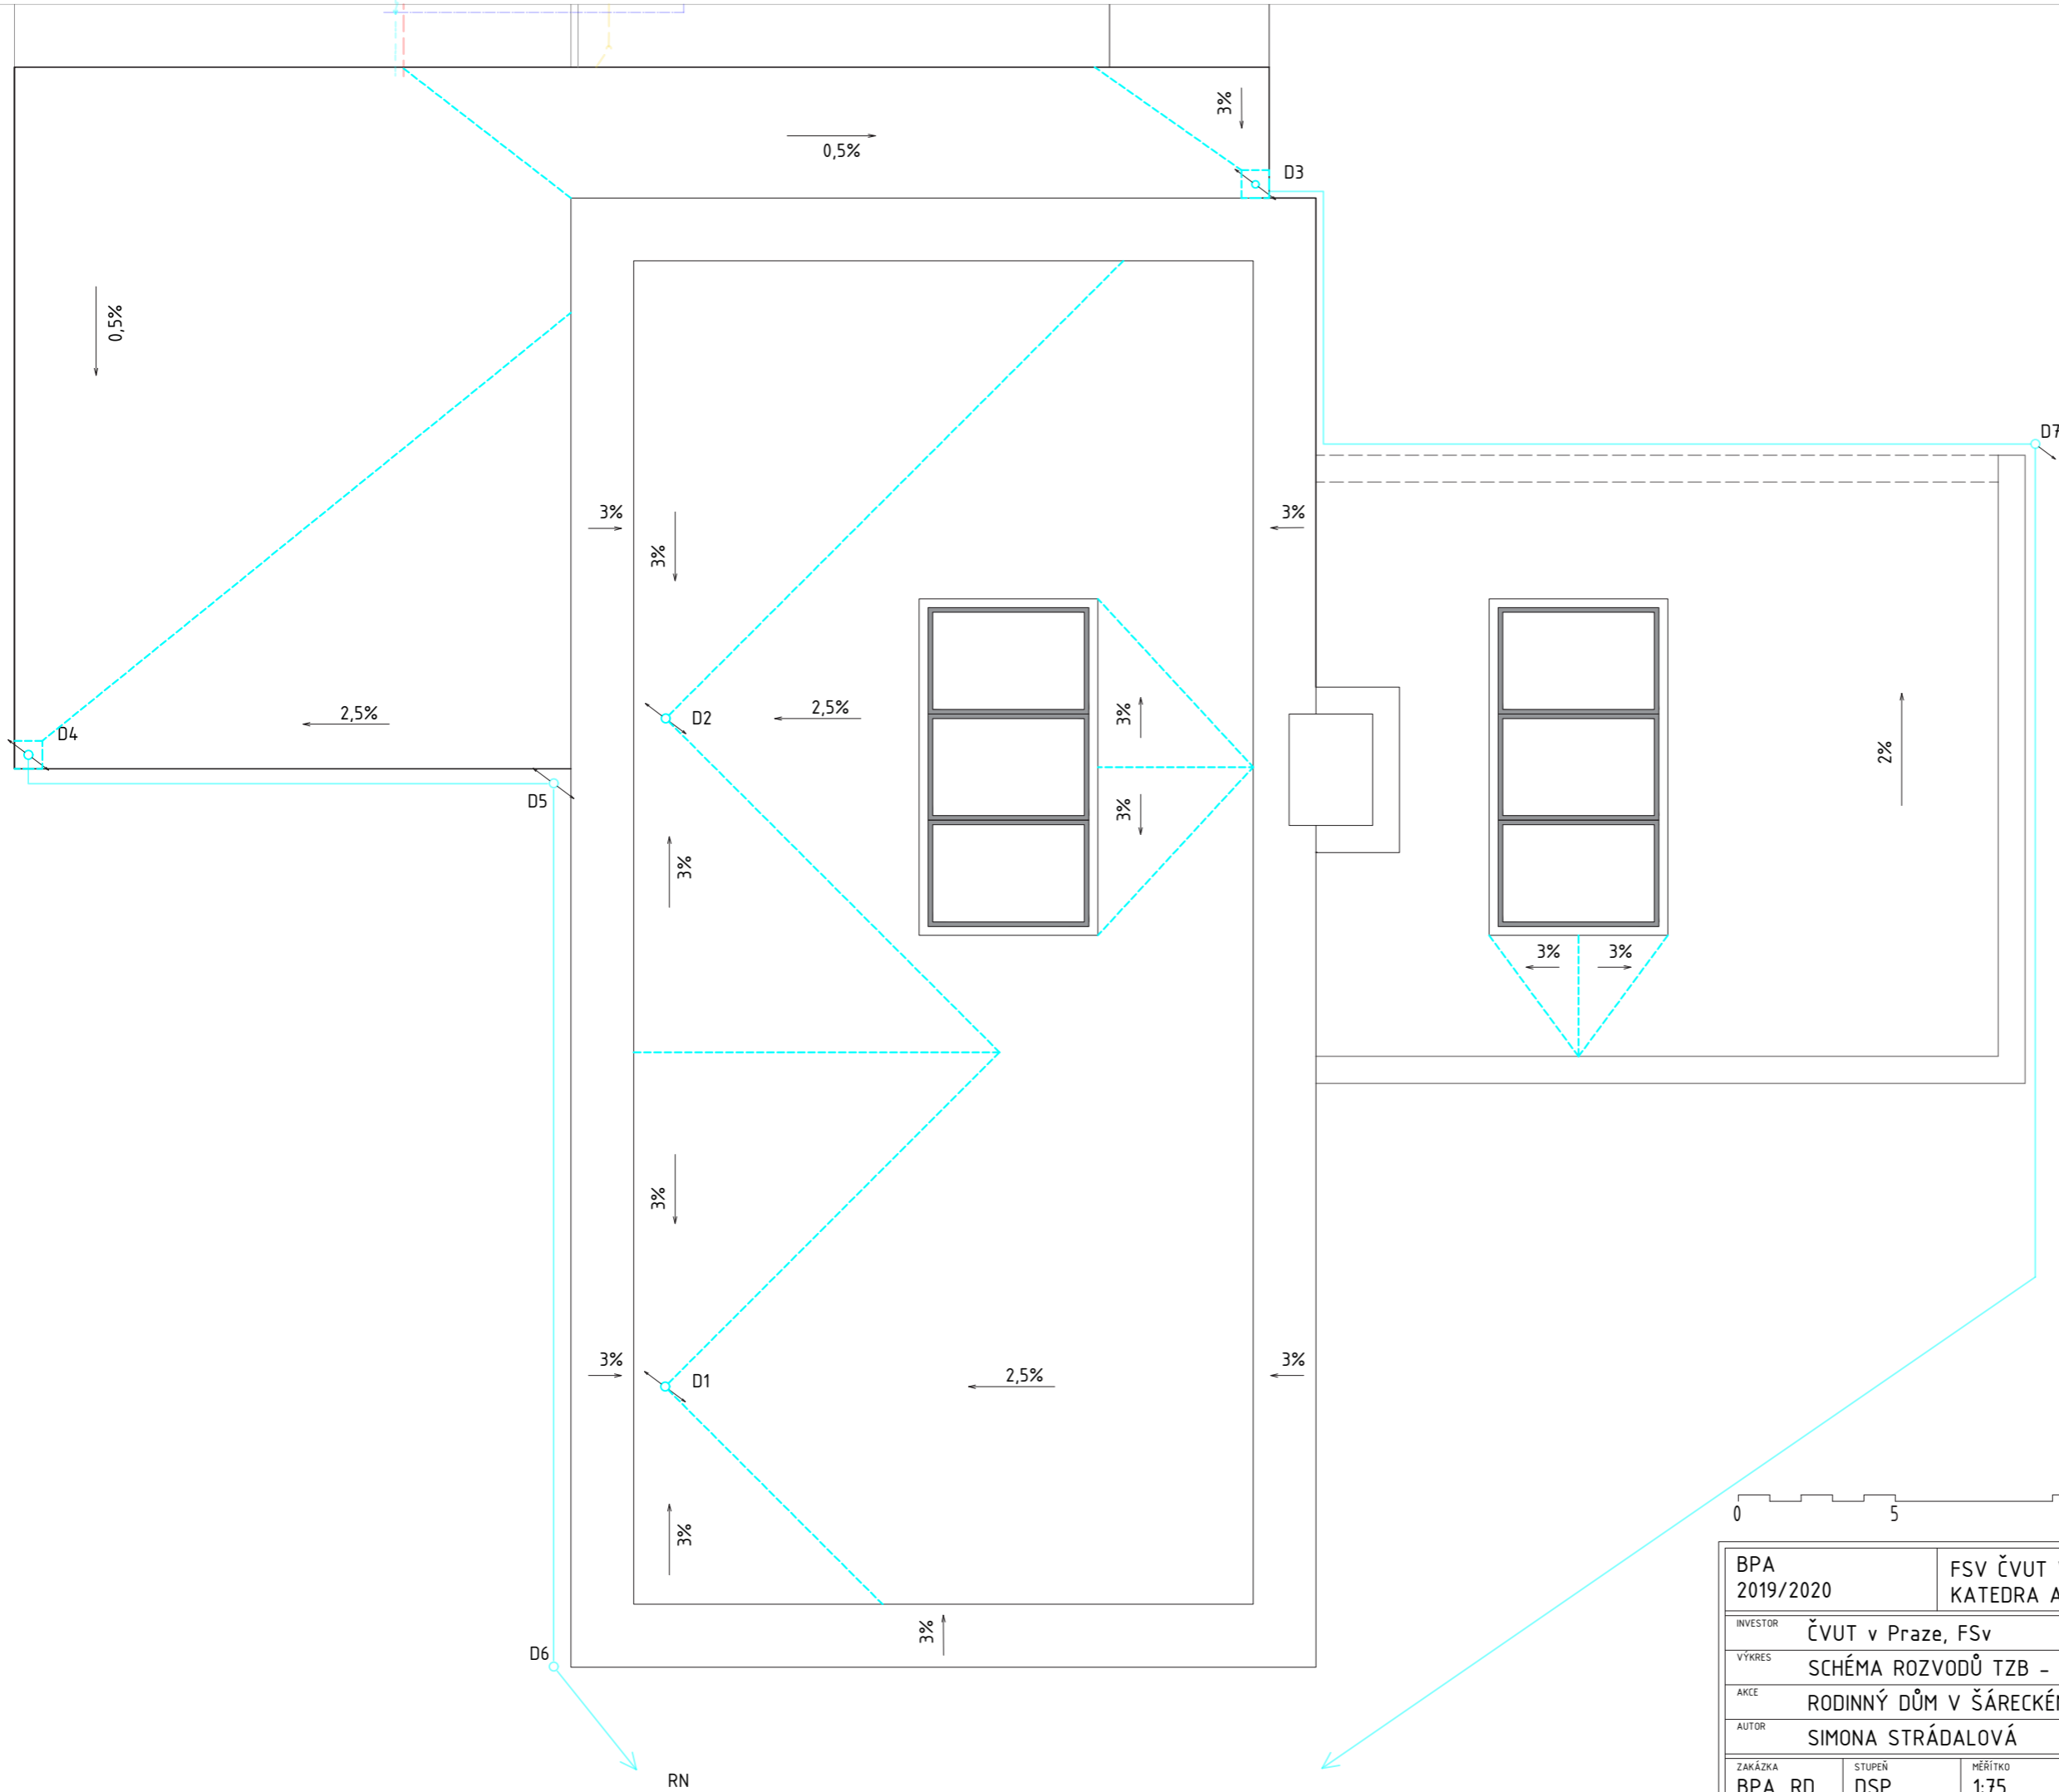 3%
0,5%
D3
0,5%
D7
3%
3%
3%
2,5%
D2
2,5%
D4
3%
2%
D5
3%
3%
3%
3%
3%
3%
3%
D1
2,5%
3%
3%
D6
RN
0
5
BPA
2019/2020
FSV ČVUT
KATEDRA A
INVESTOR
ČVUT v Praze, FSv
VÝKRES
SCHÉMA ROZVODŮ TZB –
AKCE
RODINNÝ DŮM V ŠÁRECKÉM
AUTOR
SIMONA STRÁDALOVÁ
ZAKÁZKA
BPA_RD
STUPEŇ
DSP
MĚŘÍTKO
1:75